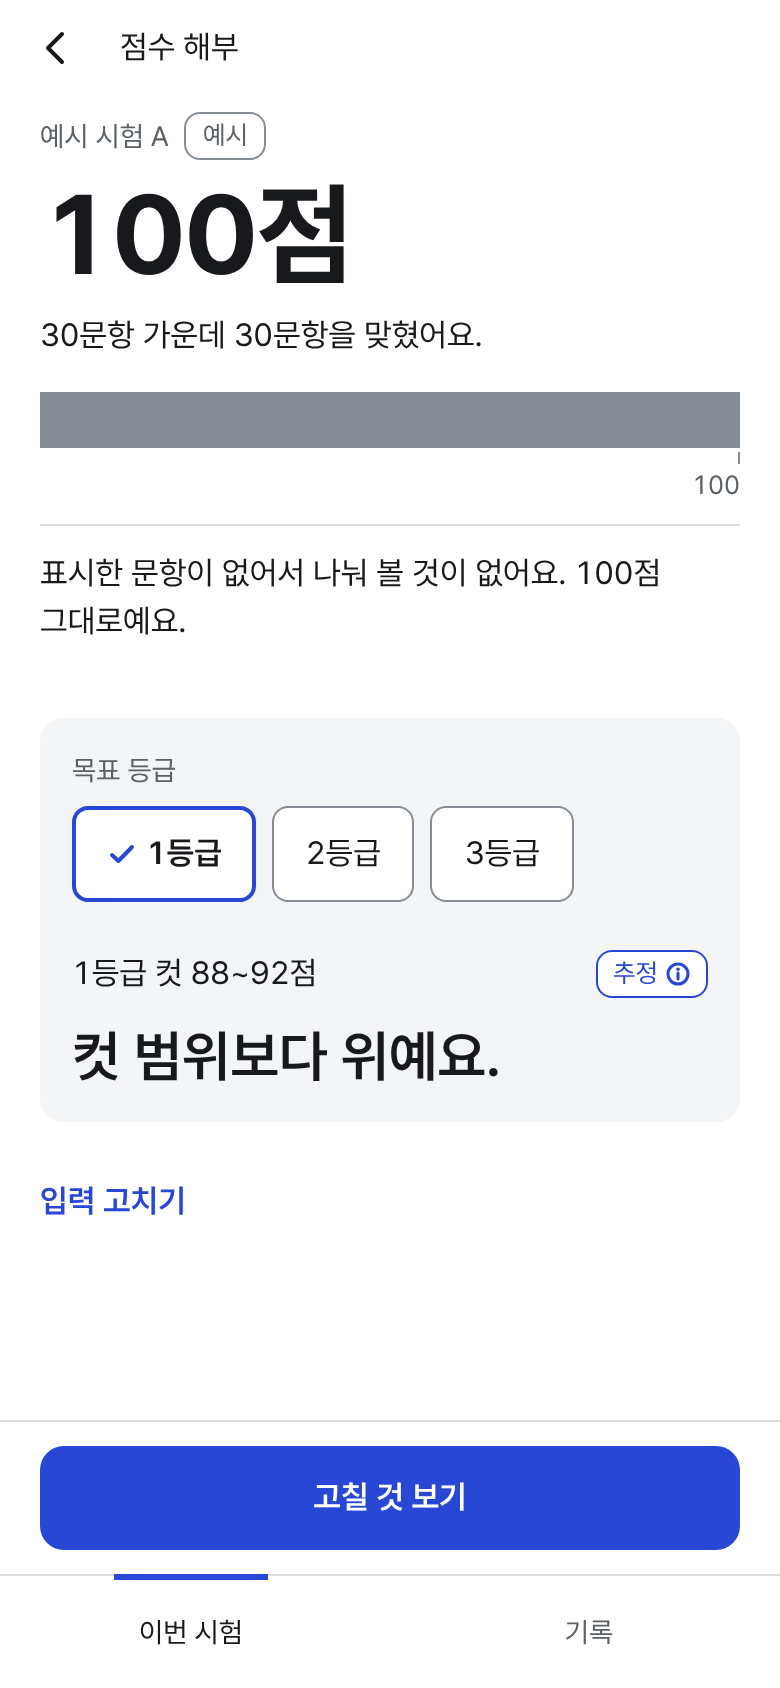 점수 해부
예시 시험 A 예시
100점
30문항 가운데 30문항을 맞혔어요.
100
표시한 문항이 없어서 나눠 볼 것이 없어요. 100점
그대로예요.
목표 등급
1등급 2등급 3등급
1등급 컷 88~92점 추정
컷 범위보다 위예요.
입력 고치기
고칠 것 보기
이번 시험 기록